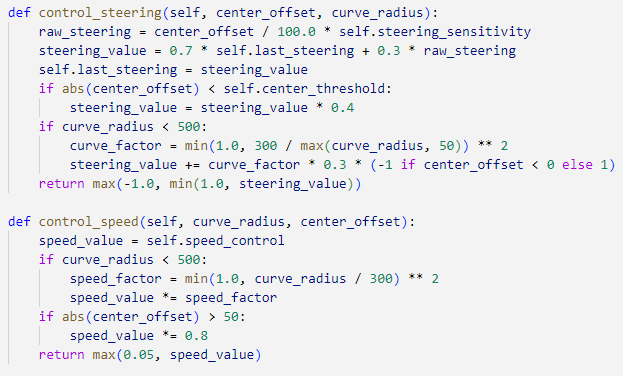 def control_steering(self, center_offset, curve_radius):
    raw_steering = center_offset / 100.0 * self.steering_sensitivity
    steering_value = 0.7 * self.last_steering + 0.3 * raw_steering
    self.last_steering = steering_value
    if abs(center_offset) < self.center_threshold:
        steering_value = steering_value * 0.4
    if curve_radius < 500:
        curve_factor = min(1.0, 300 / max(curve_radius, 50)) ** 2
        steering_value += curve_factor * 0.3 * (-1 if center_offset < 0 else 1)
    return max(-1.0, min(1.0, steering_value))

def control_speed(self, curve_radius, center_offset):
    speed_value = self.speed_control
    if curve_radius < 500:
        speed_factor = min(1.0, curve_radius / 300) ** 2
        speed_value *= speed_factor
    if abs(center_offset) > 50:
        speed_value *= 0.8
    return max(0.05, speed_value)